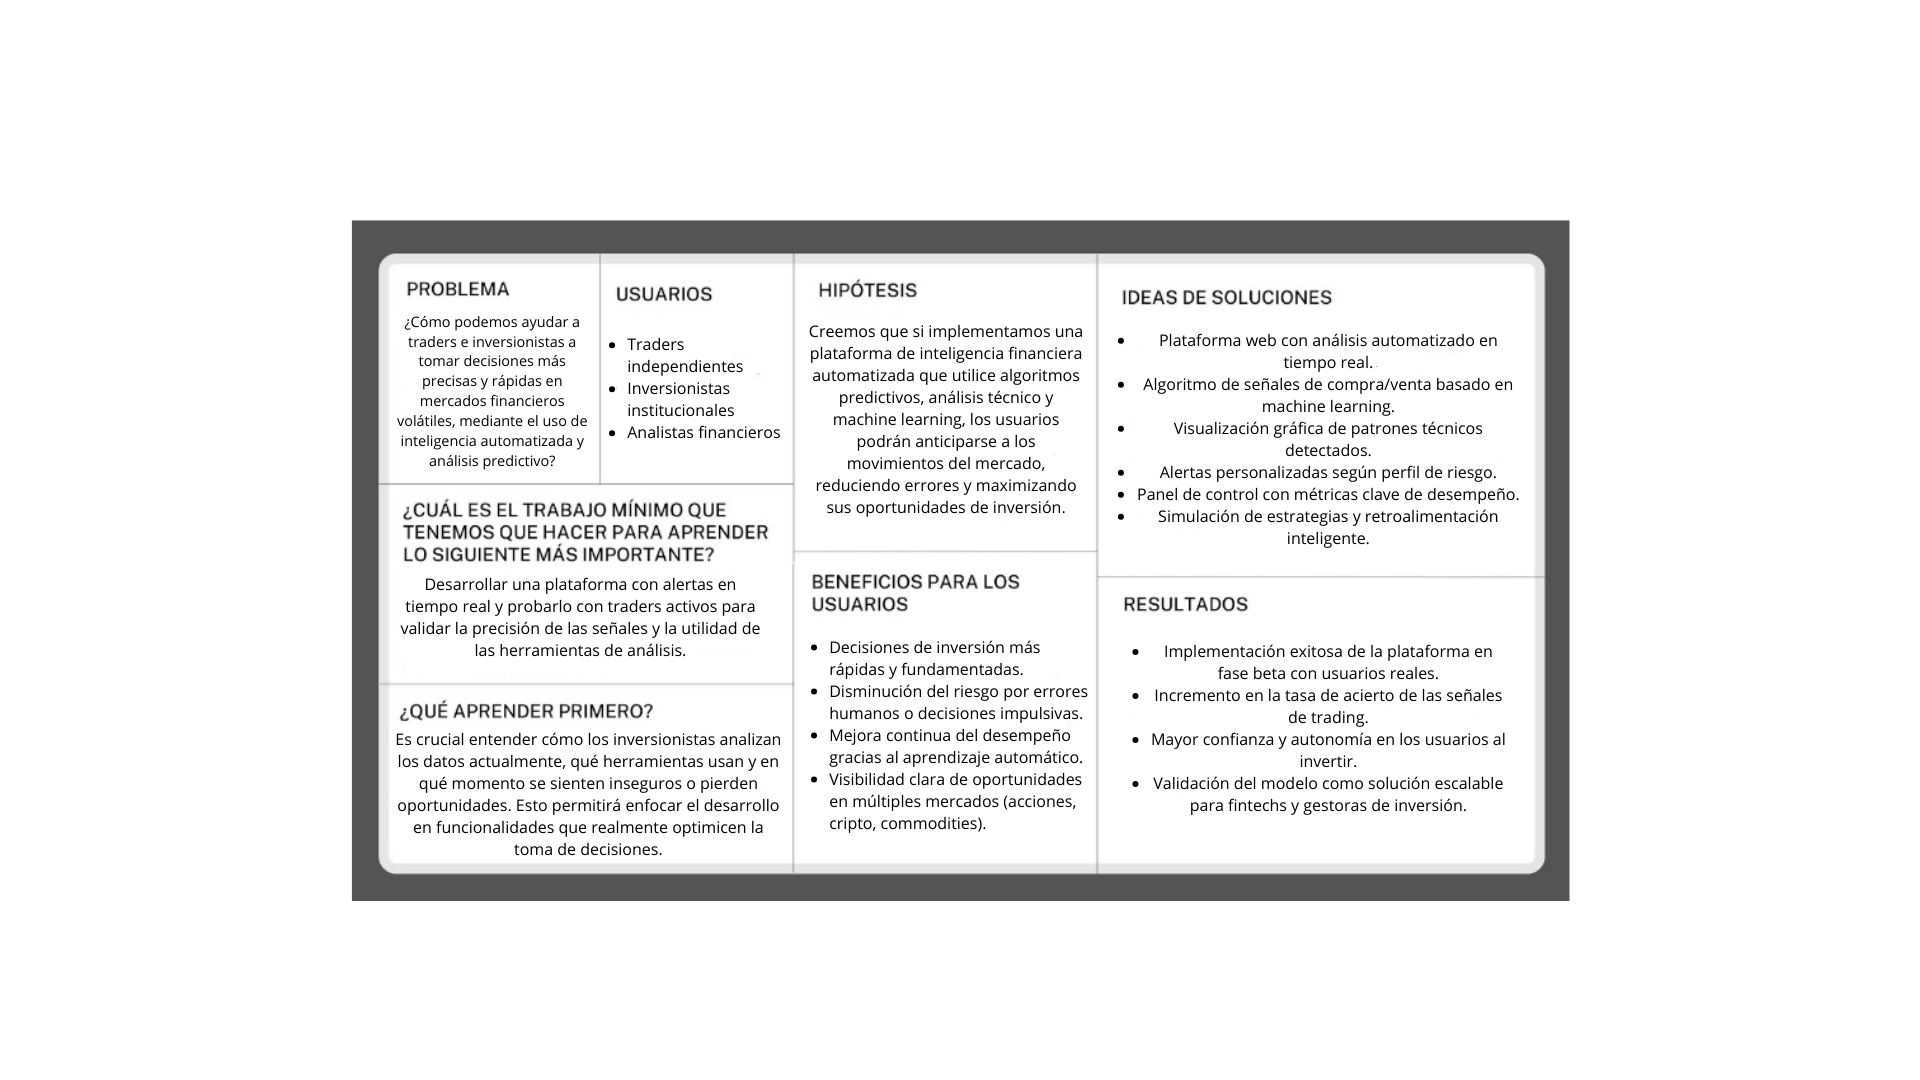 PROBLEMA
¿Cómo podemos ayudar a
traders e inversionistas a
tomar decisiones más
precisas y rápidas en
mercados financieros
volátiles, mediante el uso de
inteligencia automatizada y
análisis predictivo?
USUARIOS
• Traders
independientes
• Inversionistas
institucionales
• Analistas financieros
¿CUÁL ES EL TRABAJO MÍNIMO QUE
TENEMOS QUE HACER PARA APRENDER
LO SIGUIENTE MÁS IMPORTANTE?
Desarrollar una plataforma con alertas en
tiempo real y probarlo con traders activos para
validar la precisión de las señales y la utilidad de
las herramientas de análisis.
¿QUÉ APRENDER PRIMERO?
Es crucial entender cómo los inversionistas analizan
los datos actualmente, qué herramientas usan y en
qué momento se sienten inseguros o pierden
oportunidades. Esto permitirá enfocar el desarrollo
en funcionalidades que realmente optimicen la
toma de decisiones.
HIPÓTESIS
Creemos que si implementamos una
plataforma de inteligencia financiera
automatizada que utilice algoritmos
predictivos, análisis técnico y
machine learning, los usuarios
podrán anticiparse a los
movimientos del mercado,
reduciendo errores y maximizando
sus oportunidades de inversión.
BENEFICIOS PARA LOS
USUARIOS
• Decisiones de inversión más
rápidas y fundamentadas.
• Disminución del riesgo por errores
humanos o decisiones impulsivas.
• Mejora continua del desempeño
gracias al aprendizaje automático.
• Visibilidad clara de oportunidades
en múltiples mercados (acciones,
cripto, commodities).
IDEAS DE SOLUCIONES
• Plataforma web con análisis automatizado en
tiempo real.
• Algoritmo de señales de compra/venta basado en
machine learning.
• Visualización gráfica de patrones técnicos
detectados.
• Alertas personalizadas según perfil de riesgo.
• Panel de control con métricas clave de desempeño.
• Simulación de estrategias y retroalimentación
inteligente.
RESULTADOS
• Implementación exitosa de la plataforma en
fase beta con usuarios reales.
• Incremento en la tasa de acierto de las señales
de trading.
• Mayor confianza y autonomía en los usuarios al
invertir.
• Validación del modelo como solución escalable
para fintechs y gestoras de inversión.